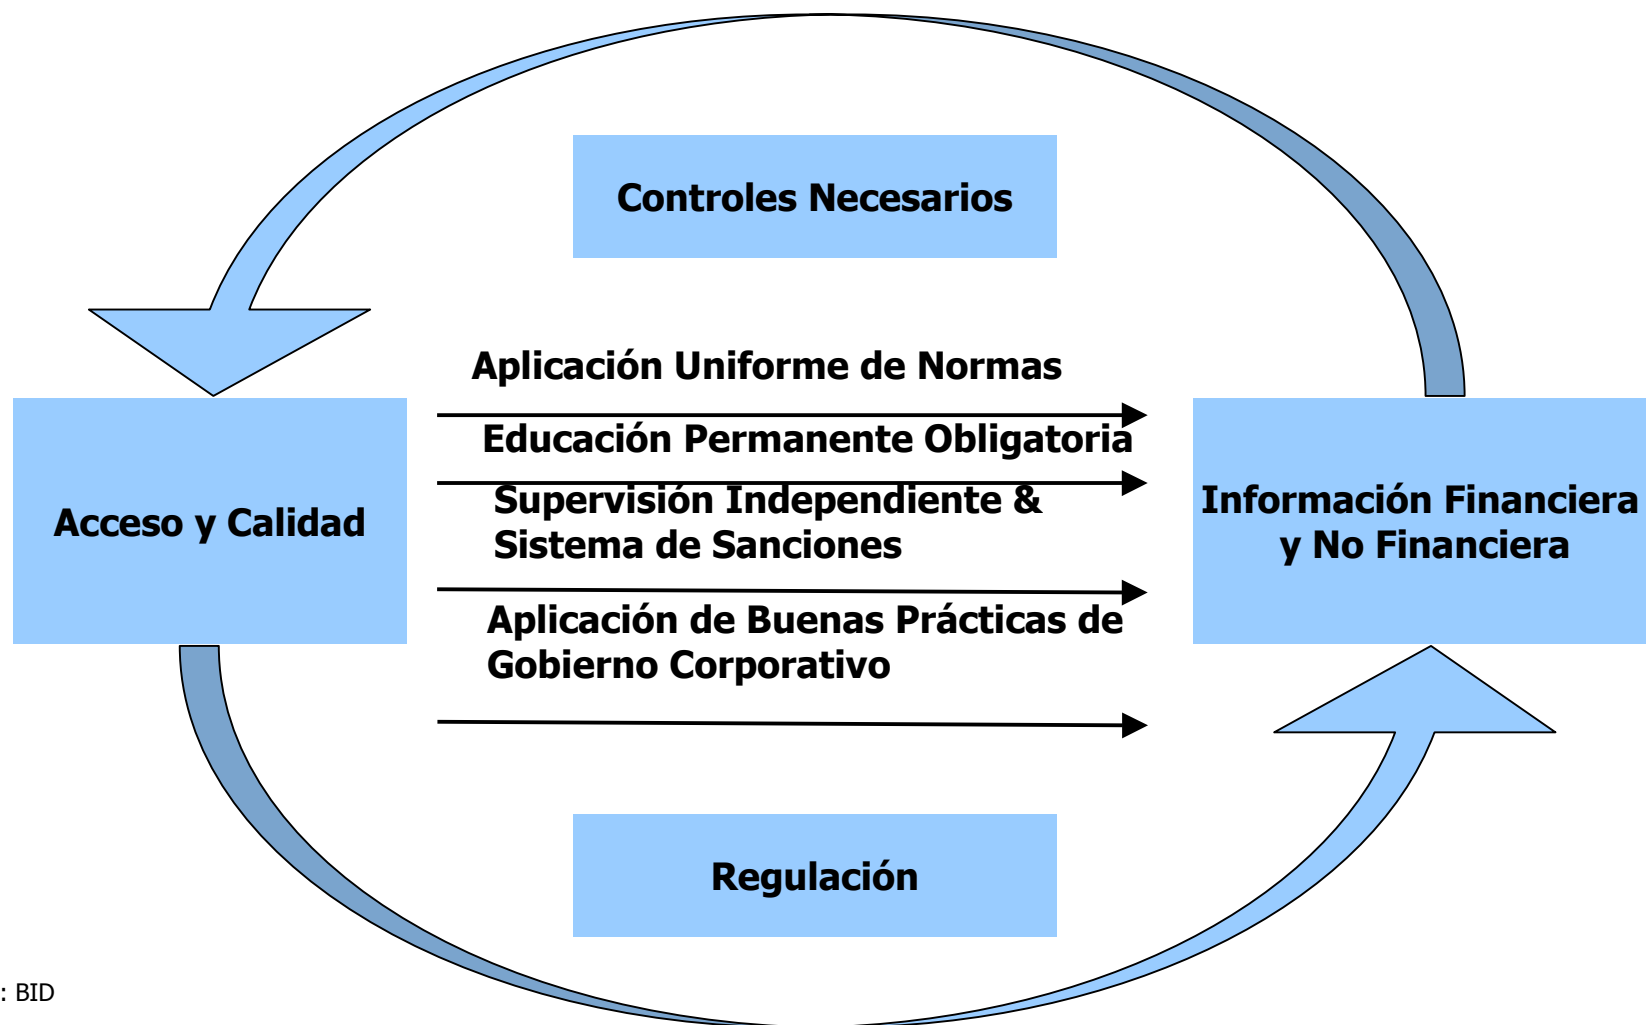 Controles Necesarios
Aplicación Uniforme de Normas
Educación Permanente Obligatoria
Supervisión Independiente &
Sistema de Sanciones
Aplicación de Buenas Prácticas de
Gobierno Corporativo
Acceso y Calidad
Información Financiera
y No Financiera
Regulación
: BID